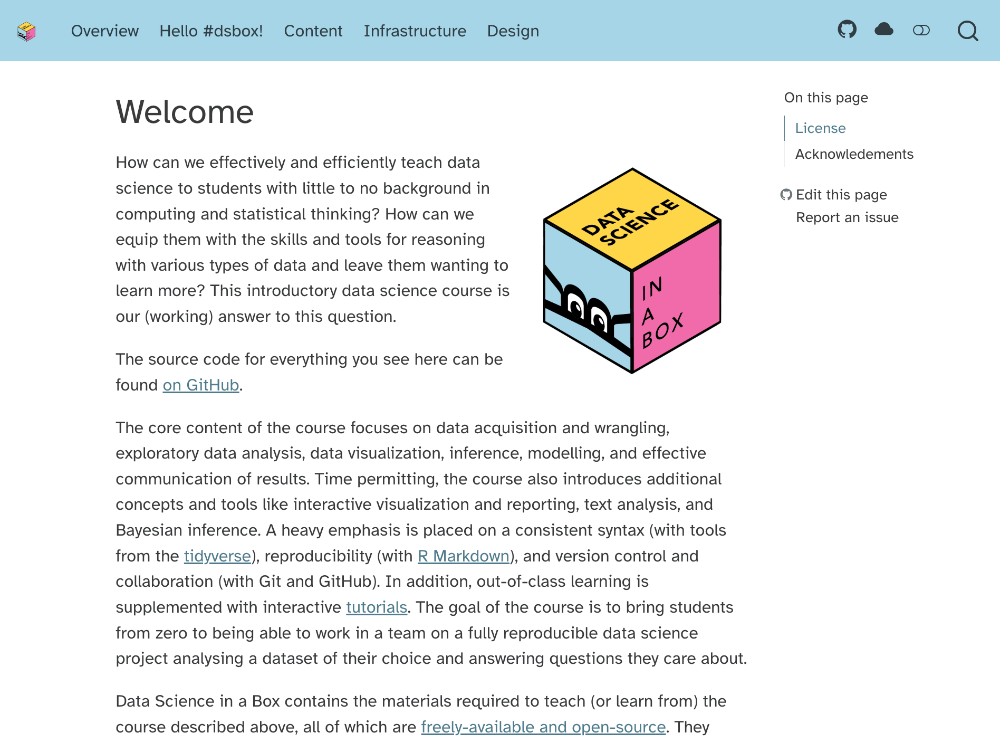 Overview Hello #dsbox! Content Infrastructure Design
Welcome
How can we effectively and efficiently teach data
science to students with little to no background in
computing and statistical thinking? How can we
equip them with the skills and tools for reasoning
with various types of data and leave them wanting to
learn more? This introductory data science course is
our (working) answer to this question.
DATA
SCIENCE
IN
A
BOX
The source code for everything you see here can be
found on GitHub.
The core content of the course focuses on data acquisition and wrangling,
exploratory data analysis, data visualization, inference, modelling, and effective
communication of results. Time permitting, the course also introduces additional
concepts and tools like interactive visualization and reporting, text analysis, and
Bayesian inference. A heavy emphasis is placed on a consistent syntax (with tools
from the tidyverse), reproducibility (with R Markdown), and version control and
collaboration (with Git and GitHub). In addition, out-of-class learning is
supplemented with interactive tutorials. The goal of the course is to bring students
from zero to being able to work in a team on a fully reproducible data science
project analysing a dataset of their choice and answering questions they care about.
Data Science in a Box contains the materials required to teach (or learn from) the
course described above, all of which are freely-available and open-source. They
On this page
License
Acknowledements
Edit this page
Report an issue